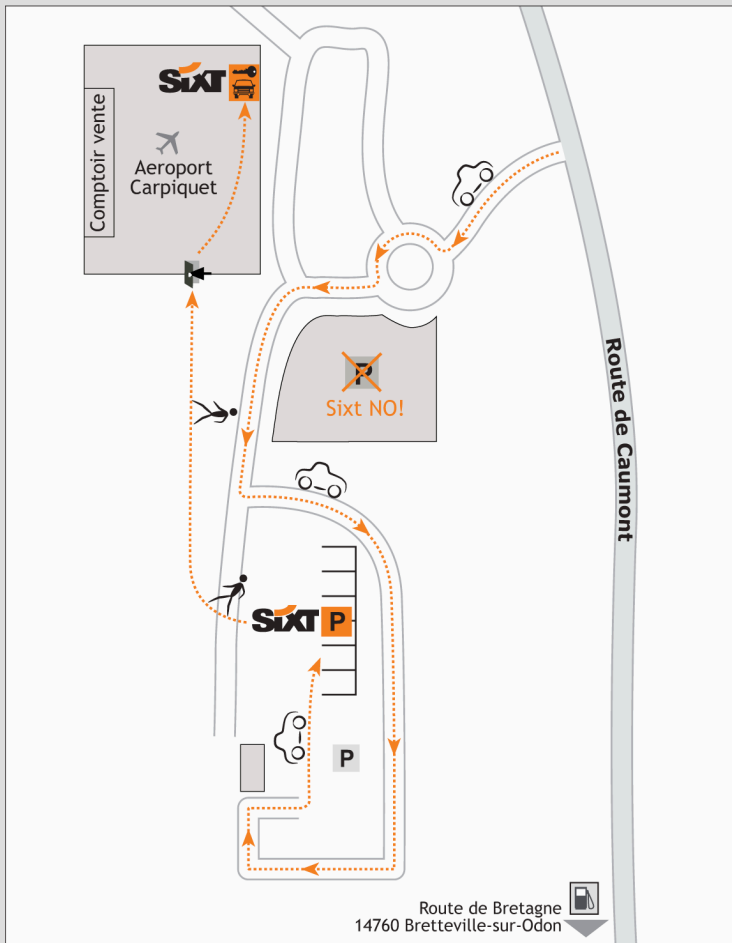 SIXT
Comptoir vente
Aeroport
Carpiquet
P
Sixt NO!
Route de Caumont
SIXT P
P
Route de Bretagne
14760 Bretteville-sur-Odon